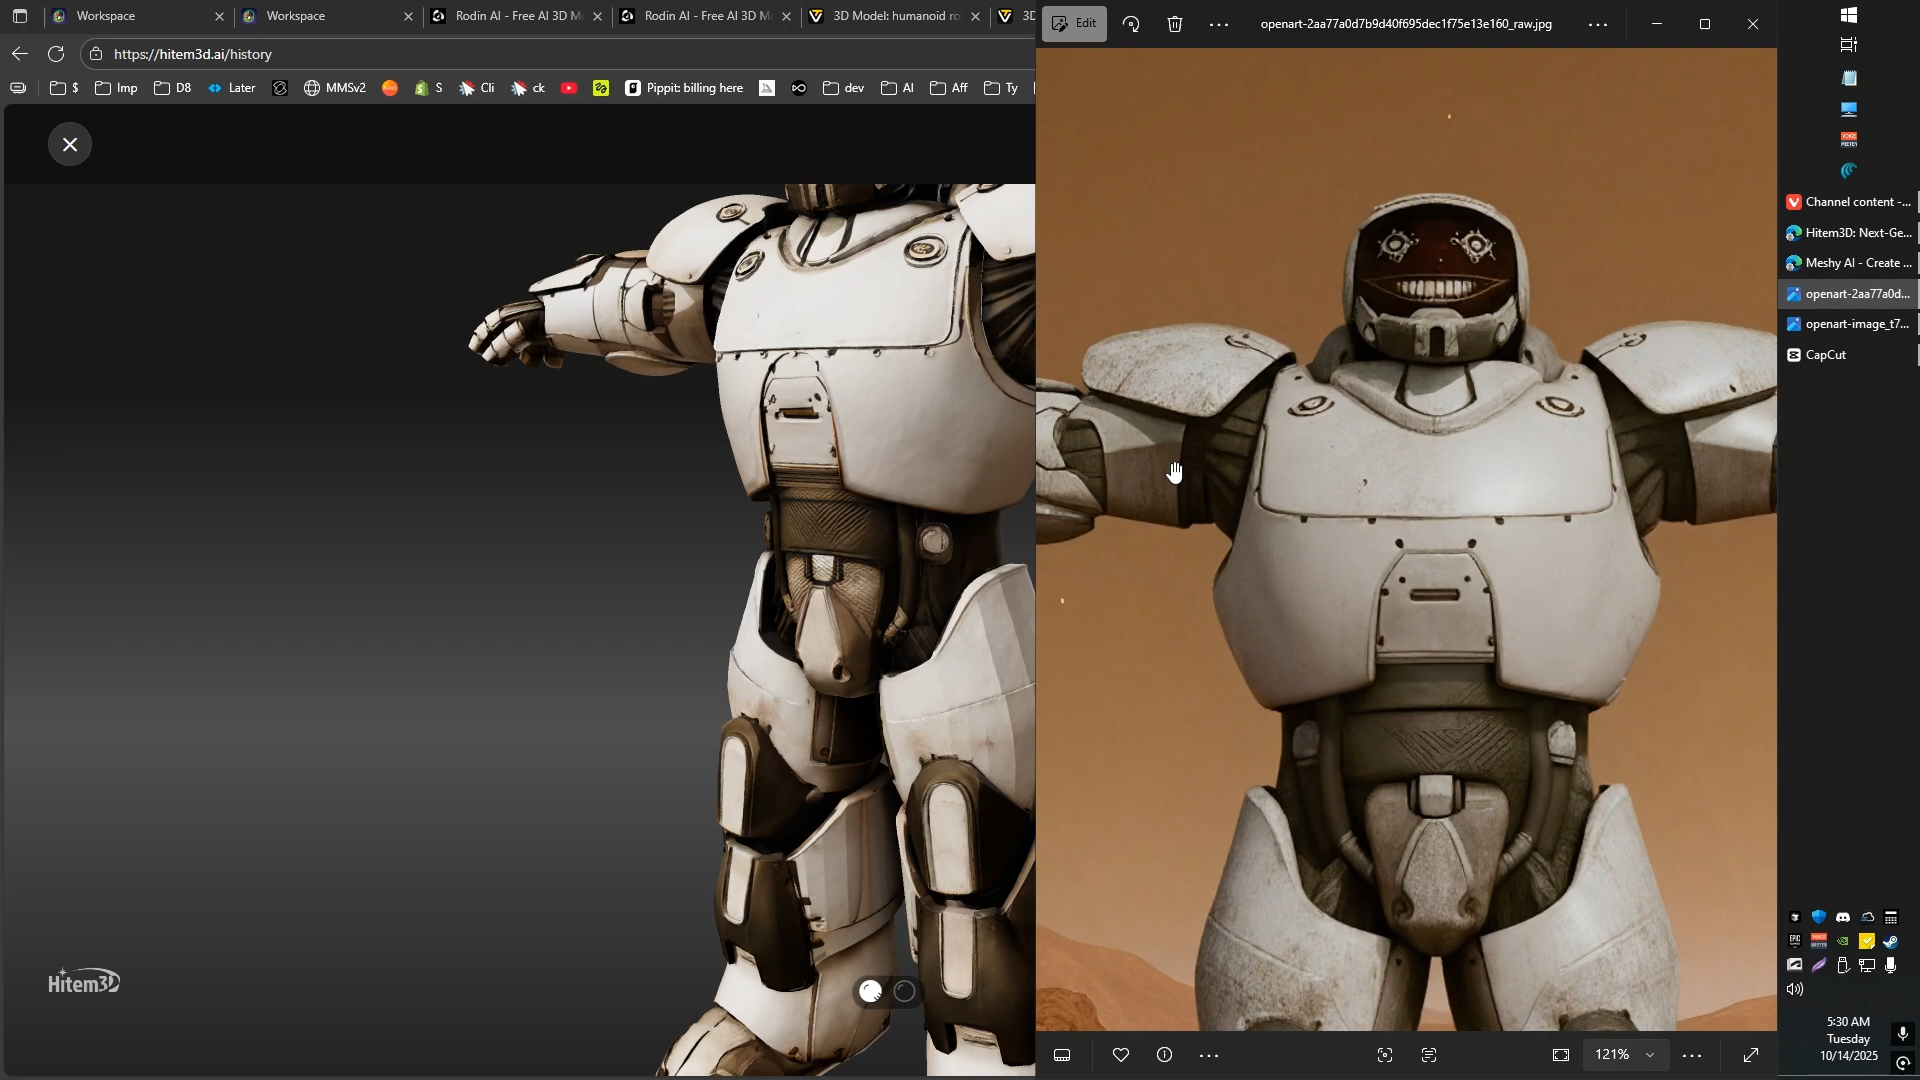 Workspace
Workspace
Rodin AI - Free AI 3D M
Rodin AI - Free AI 3D M
3D Model: humanoid ro
3D
Edit
openart-2aa77a0d7b9d40f695dec1f75e13e160_raw.jpg
https://hitem3d.ai/history
$
Imp
D8
Later
MMSv2
S
Cli
ck
Pippit: billing here
dev
AI
Aff
Ty
Channel content -...
Hitem3D: Next-Ge...
Meshy AI - Create ...
openart-2aa77a0d...
openart-image_t7...
CapCut
Hitem3D
121%
5:30 AM
Tuesday
10/14/2025